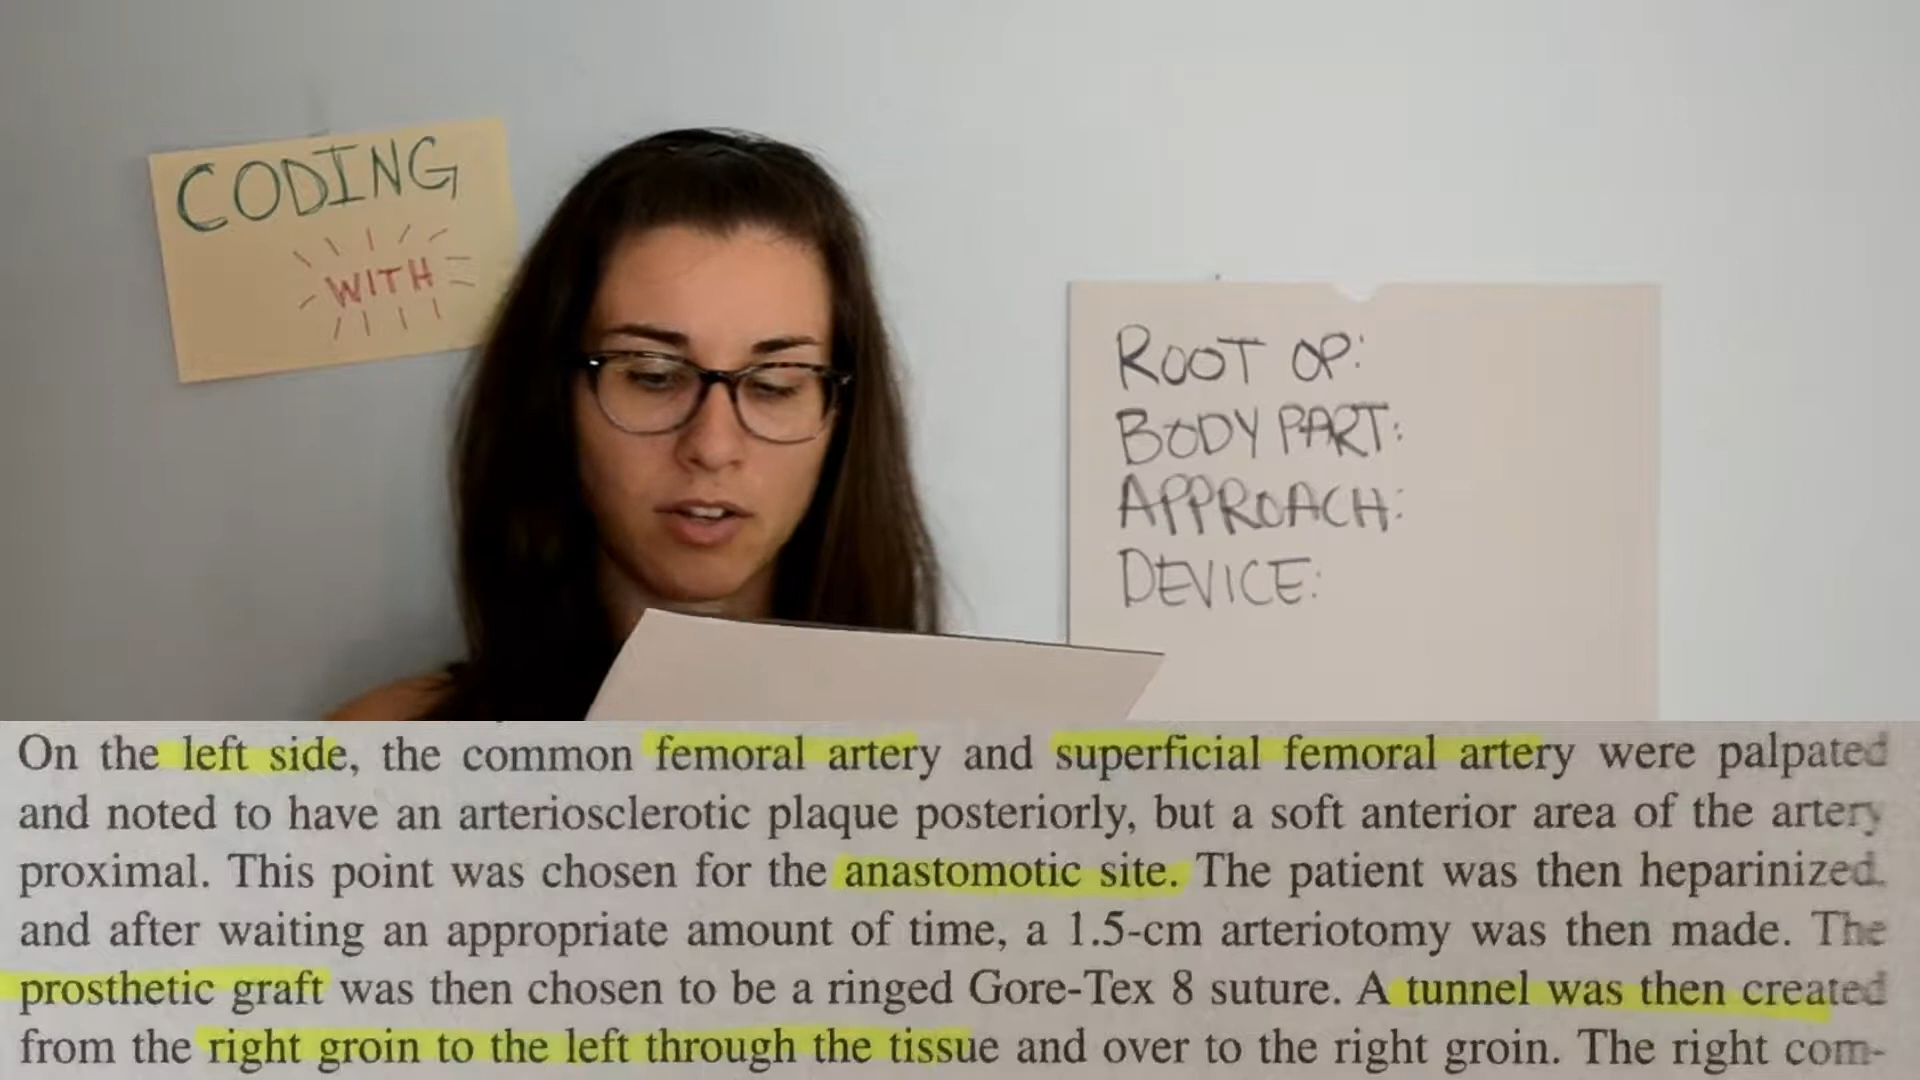 CODING
WITH
ROOT OP:
BODY PART:
APPROACH:
DEVICE:
On the left side, the common femoral artery and superficial femoral artery were palpated
and noted to have an arteriosclerotic plaque posteriorly, but a soft anterior area of the artery
proximal. This point was chosen for the anastomotic site. The patient was then heparinized,
and after waiting an appropriate amount of time, a 1.5-cm arteriotomy was then made. The
prosthetic graft was then chosen to be a ringed Gore-Tex 8 suture. A tunnel was then created
from the right groin to the left through the tissue and over to the right groin. The right com-